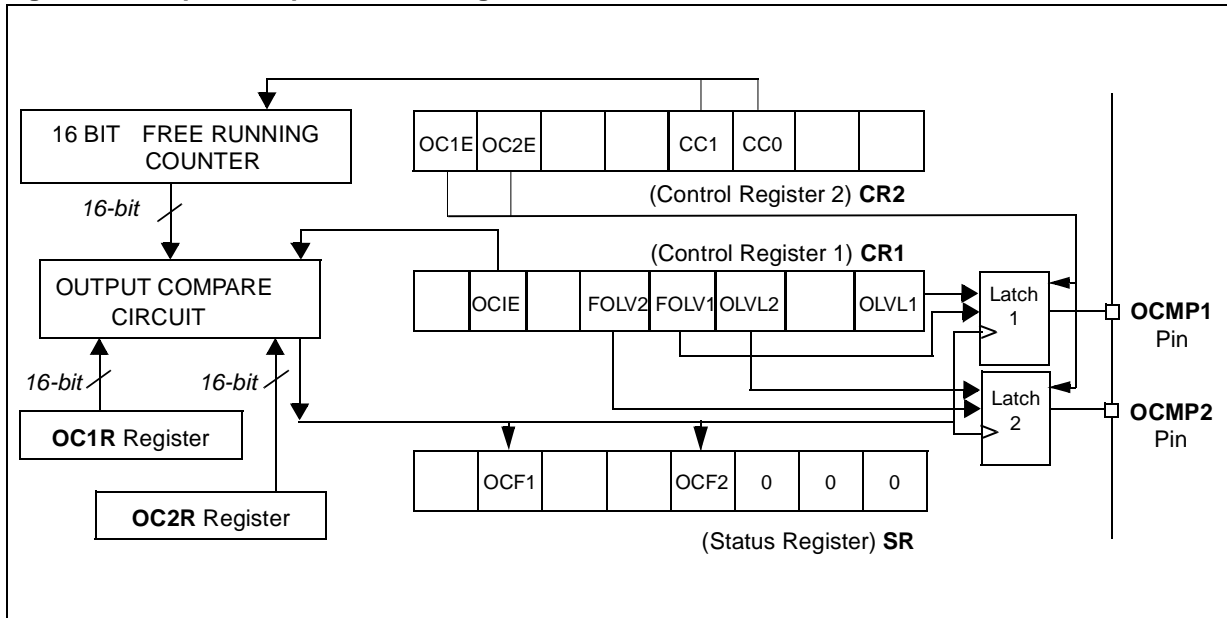 16 BIT FREE RUNNING
COUNTER
OC1E OC2E CC1 CC0
(Control Register 2) CR2
16-bit
(Control Register 1) CR1
OUTPUT COMPARE
CIRCUIT
OCIE FOLV2 FOLV1 OLVL2 OLVL1
Latch
1
OCMP1
Pin
16-bit 16-bit
Latch
2
OCMP2
Pin
OC1R Register
OCF1 OCF2 0 0 0
OC2R Register
(Status Register) SR